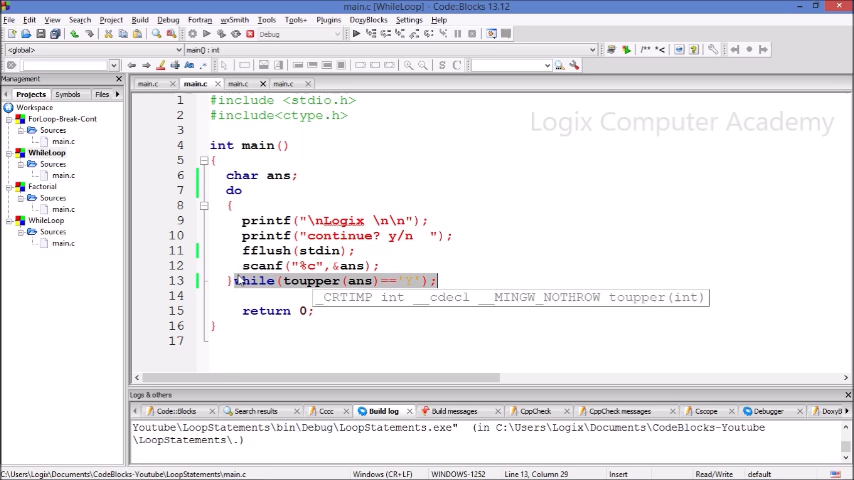 main.c [WhileLoop] - Code::Blocks 13.12
File Edit View Search Project Build Debug Fortran wxSmith Tools Tools+ Plugins DoxyBlocks Settings Help
Debug
<global> main() : int
Management
main.c main.c main.c main.c
Projects Symbols Files
Workspace
ForLoop-Break-Cont
Sources
main.c
WhileLoop
Sources
main.c
Factorial
Sources
main.c
WhileLoop
Sources
main.c
Logix Computer Academy
1 #include <stdio.h>
2 #include<ctype.h>
3
4 int main()
5 {
6 char ans;
7 do
8 {
9 printf("\nLogix \n\n");
10 printf("continue? y/n  ");
11 fflush(stdin);
12 scanf("%c",&ans);
13 }while(toupper(ans)=='Y');
_CRTIMP int __cdecl __MINGW_NOTHROW toupper(int)
14
15 return 0;
16 }
17
Logs & others
Code::Blocks Search results Cccc Build log Build messages CppCheck CppCheck messages Cscope Debugger DoxyB
Youtube\LoopStatements\bin\Debug\LoopStatements.exe" (in C:\Users\Logix\Documents\CodeBlocks-Youtube
\LoopStatements\.)
C:\Users\Logix\Documents\CodeBlocks-Youtube\LoopStatements\main.c Windows (CR+LF) WINDOWS-1252 Line 13, Column 29 Insert Read/Write default